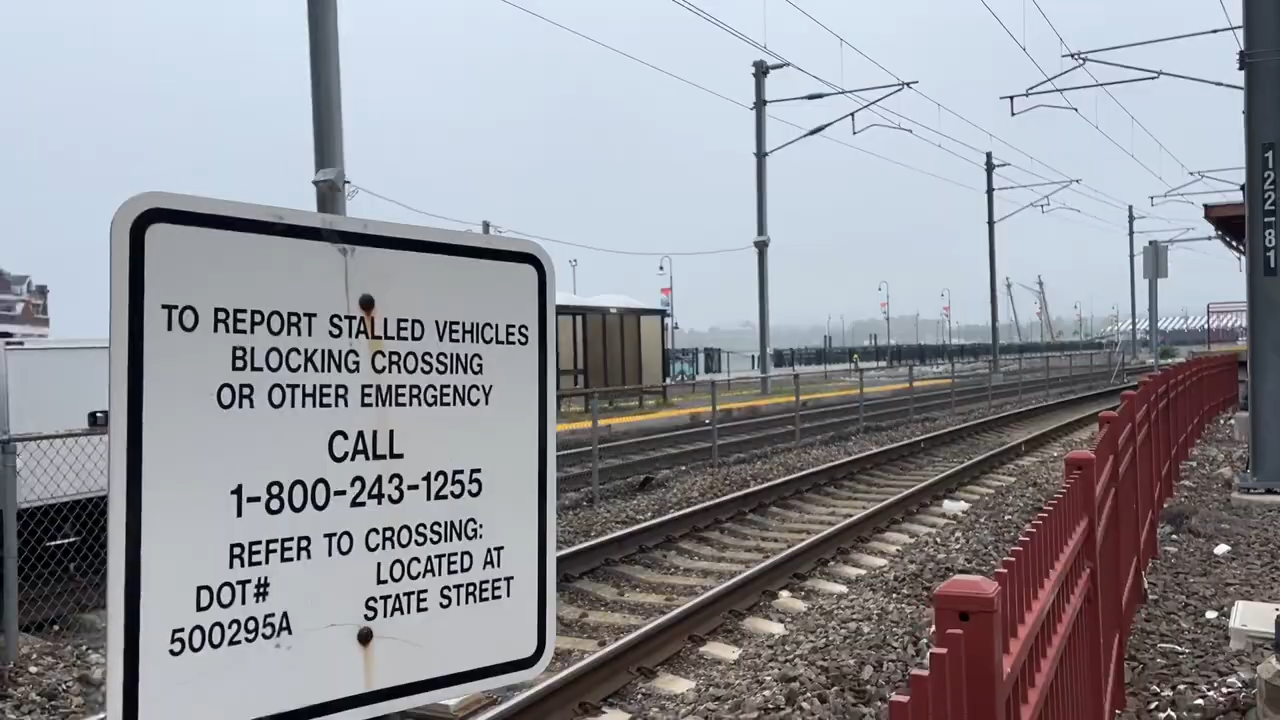 TO REPORT STALLED VEHICLES
BLOCKING CROSSING
OR OTHER EMERGENCY
CALL
1-800-243-1255
REFER TO CROSSING:
DOT# LOCATED AT
500295A STATE STREET
122-81